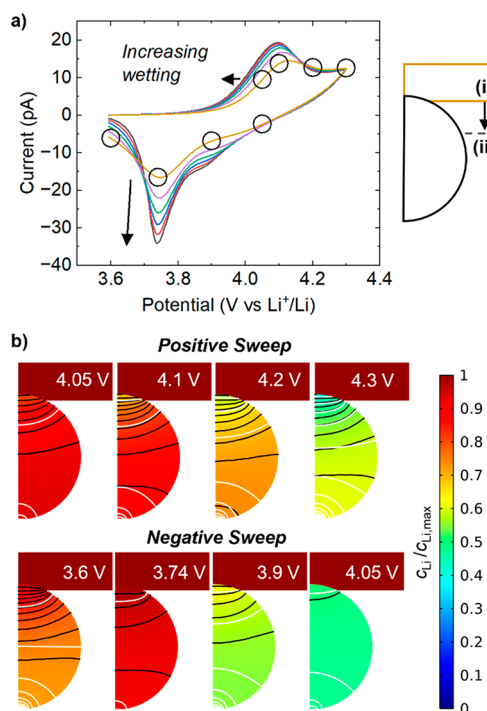 a)
Increasing
wetting
20
10
0
−10
−20
−30
−40
Current (pA)
3.6 3.8 4.0 4.2 4.4
Potential (V vs Li⁺/Li)
(i
(ii
b)
Positive Sweep
4.05 V 4.1 V 4.2 V 4.3 V
Negative Sweep
3.6 V 3.74 V 3.9 V 4.05 V
1
0.9
0.8
0.7
0.6
0.5
0.4
0.3
0.2
0.1
0
cLi/cLi,max